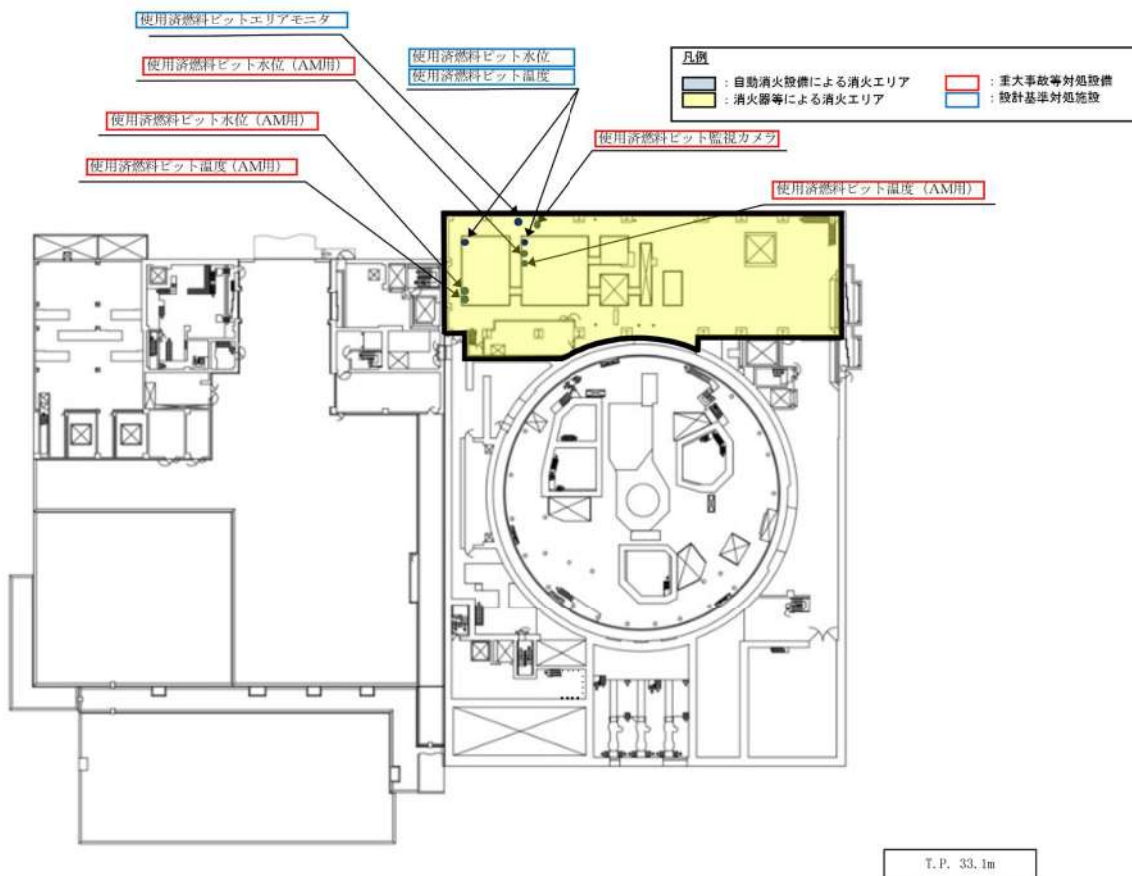 使用済燃料ピットエリアモニタ
使用済燃料ピット水位（AM用）
使用済燃料ピット水位
使用済燃料ピット温度
使用済燃料ピット水位（AM用）
使用済燃料ピット監視カメラ
使用済燃料ピット温度（AM用）
使用済燃料ピット温度（AM用）
凡例
：自動消火設備による消火エリア
：重大事故等対処設備
：消火器等による消火エリア
：設計基準対処施設
T.P. 33.1m